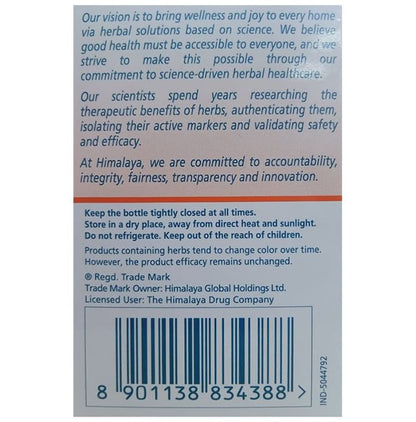 Our vision is to bring wellness and joy to every home
via herbal solutions based on science. We believe
good health must be accessible to everyone, and we
strive to make this possible through our
commitment to science-driven herbal healthcare.
Our scientists spend years researching the
therapeutic benefits of herbs, authenticating them,
isolating their active markers and validating safety
and efficacy.
At Himalaya, we are committed to accountability,
integrity, fairness, transparency and innovation.
Keep the bottle tightly closed at all times.
Store in a dry place, away from direct heat and sunlight.
Do not refrigerate. Keep out of the reach of children.
Products containing herbs tend to change color over time.
However, the product efficacy remains unchanged.
® Regd. Trade Mark
Trade Mark Owner: Himalaya Global Holdings Ltd.
Licensed User: The Himalaya Drug Company
8 901138 834388 >
IND-5044792